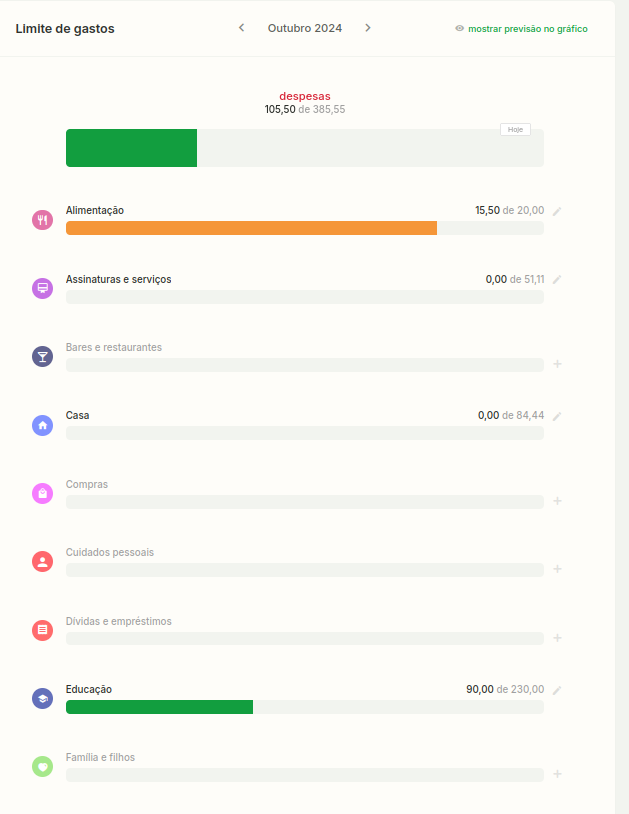 Limite de gastos
Outubro 2024
mostrar previsão no gráfico
despesas
105,50 de 385,55
Hoje
Alimentação
15,50 de 20,00
Assinaturas e serviços
0,00 de 51,11
Bares e restaurantes
Casa
0,00 de 84,44
Compras
Cuidados pessoais
Dívidas e empréstimos
Educação
90,00 de 230,00
Família e filhos